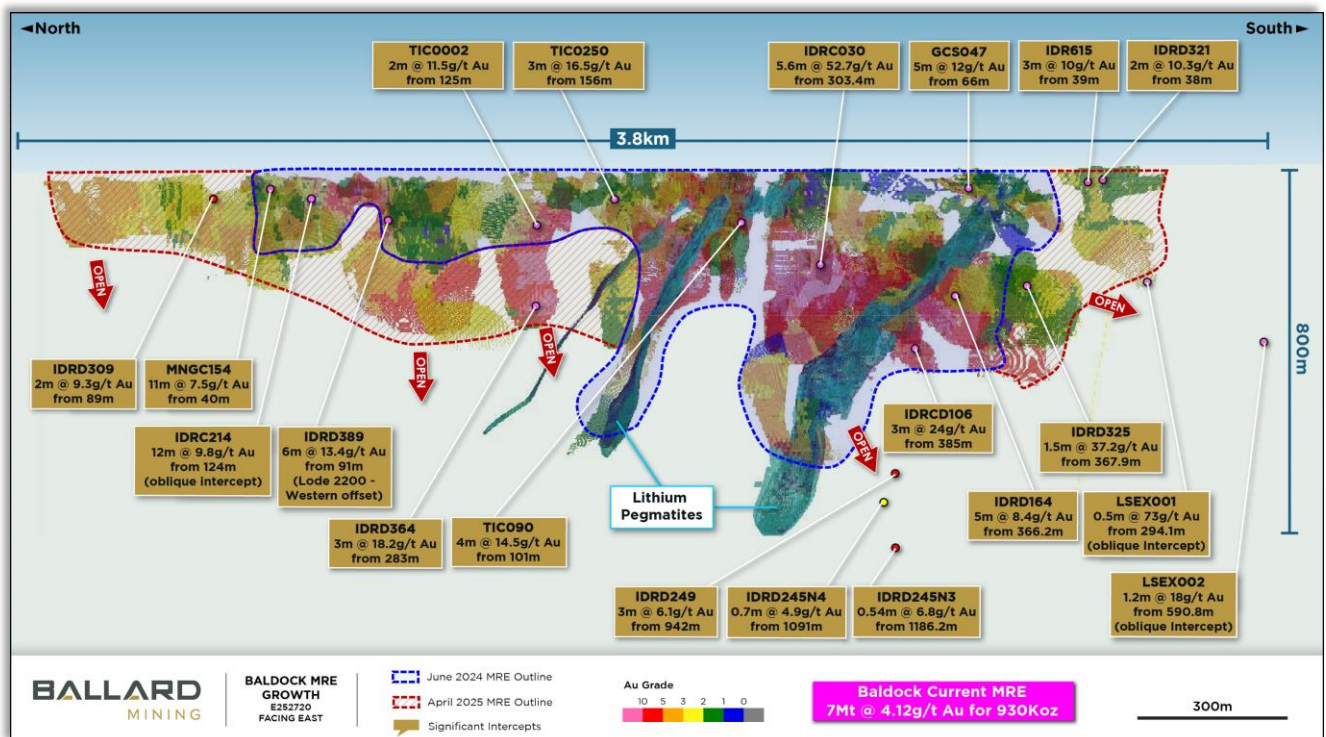 ◄North
South►
TIC0002
2m @ 11.5g/t Au
from 125m
TIC0250
3m @ 16.5g/t Au
from 156m
IDRC030
5.6m @ 52.7g/t Au
from 303.4m
GCS047
5m @ 12g/t Au
from 66m
IDR615
3m @ 10g/t Au
from 39m
IDRD321
2m @ 10.3g/t Au
from 38m
3.8km
800m
OPEN
OPEN
OPEN
OPEN
OPEN
IDRD309
2m @ 9.3g/t Au
from 89m
MNGC154
11m @ 7.5g/t Au
from 40m
IDRC214
12m @ 9.8g/t Au
from 124m
(oblique intercept)
IDRD389
6m @ 13.4g/t Au
from 91m
(Lode 2200 -
Western offset)
IDRD364
3m @ 18.2g/t Au
from 283m
TIC090
4m @ 14.5g/t Au
from 101m
Lithium
Pegmatites
IDRCD106
3m @ 24g/t Au
from 385m
IDRD325
1.5m @ 37.2g/t Au
from 367.9m
IDRD164
5m @ 8.4g/t Au
from 366.2m
LSEX001
0.5m @ 73g/t Au
from 294.1m
(oblique Intercept)
IDRD249
3m @ 6.1g/t Au
from 942m
IDRD245N4
0.7m @ 4.9g/t Au
from 1091m
IDRD245N3
0.54m @ 6.8g/t Au
from 1186.2m
LSEX002
1.2m @ 18g/t Au
from 590.8m
(oblique Intercept)
BALLARD
MINING
BALDOCK MRE
GROWTH
E252720
FACING EAST
June 2024 MRE Outline
April 2025 MRE Outline
Significant Intercepts
Au Grade
10 5 3 2 1 0
Baldock Current MRE
7Mt @ 4.12g/t Au for 930Koz
300m